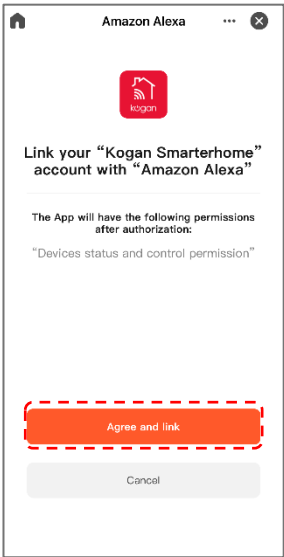 Amazon Alexa
kogan
Link your “Kogan Smarterhome”
account with “Amazon Alexa”
The App will have the following permissions
after authorization:
“Devices status and control permission”
Agree and link
Cancel